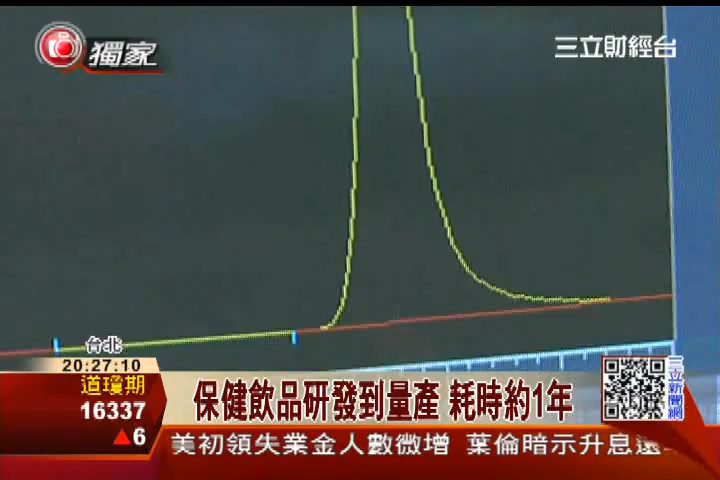 獨家
三立財經台
台北
20:27:10
道瓊期
16337
▲6
保健飲品研發到量產 耗時約1年
三立新聞網
美初領失業金人數微增 葉倫暗示升息